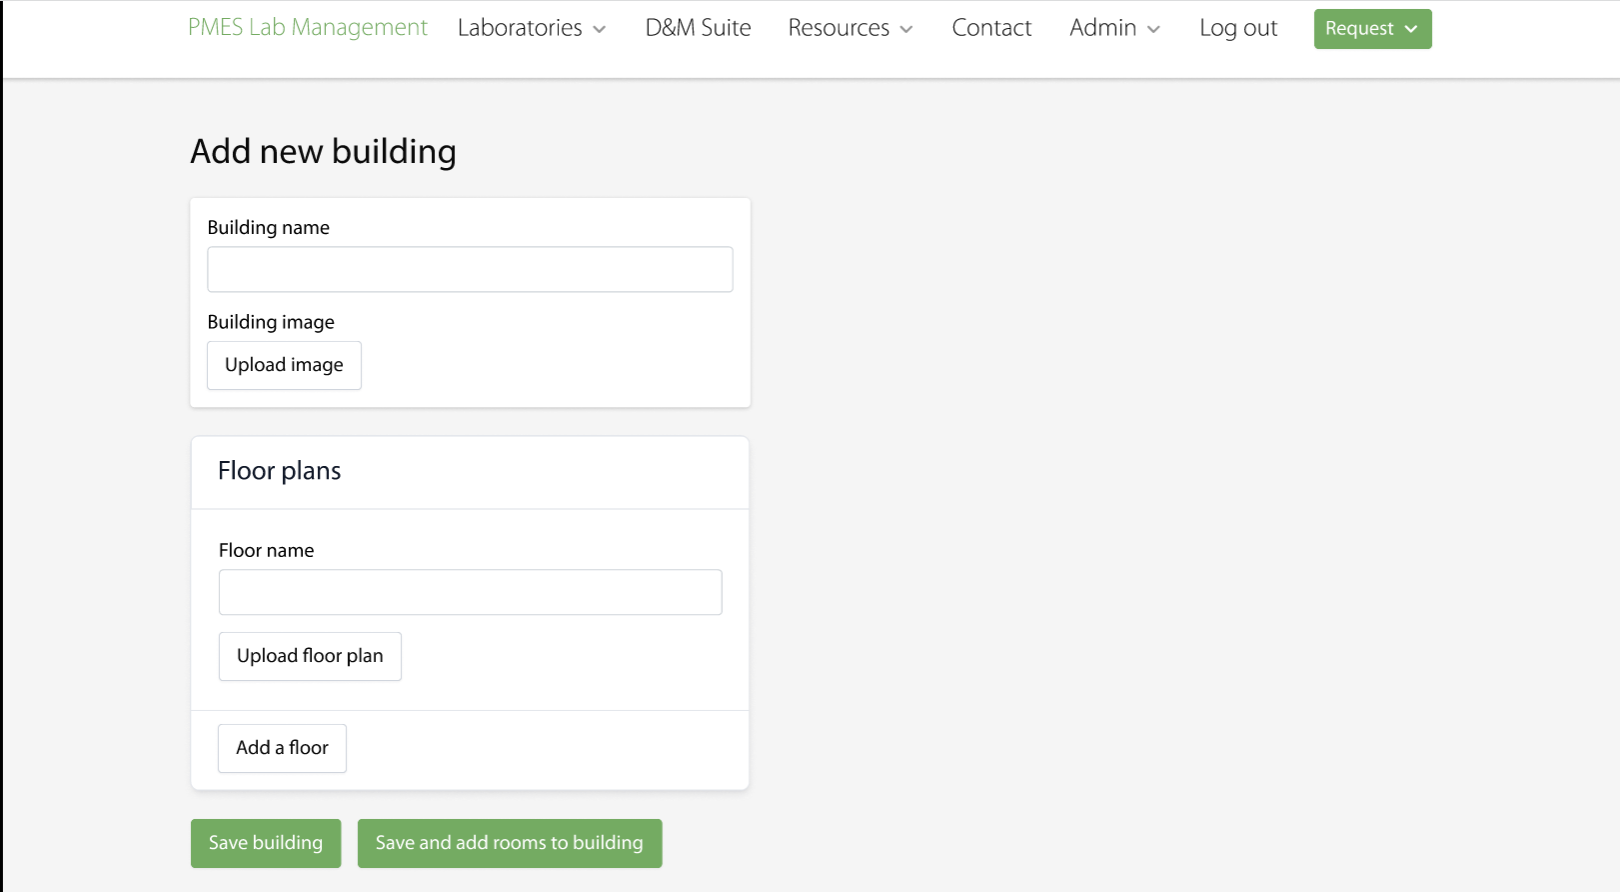 PMES Lab Management Laboratories D&M Suite Resources Contact Admin Log out Request
Add new building
Building name
Building image
Upload image
Floor plans
Floor name
Upload floor plan
Add a floor
Save building Save and add rooms to building